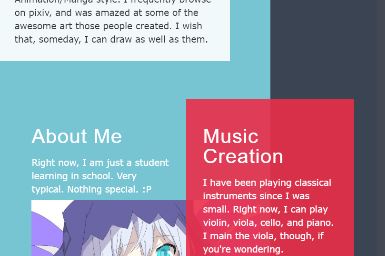 Animation/Manga style. I frequently browse
on pixiv, and was amazed at some of the
awesome art those people created. I wish
that, someday, I can draw as well as them.
About Me
Right now, I am just a student
learning in school. Very
typical. Nothing special. :P
Music
Creation
I have been playing classical
instruments since I was
small. Right now, I can play
violin, viola, cello, and piano.
I main the viola, though, if
you're wondering.